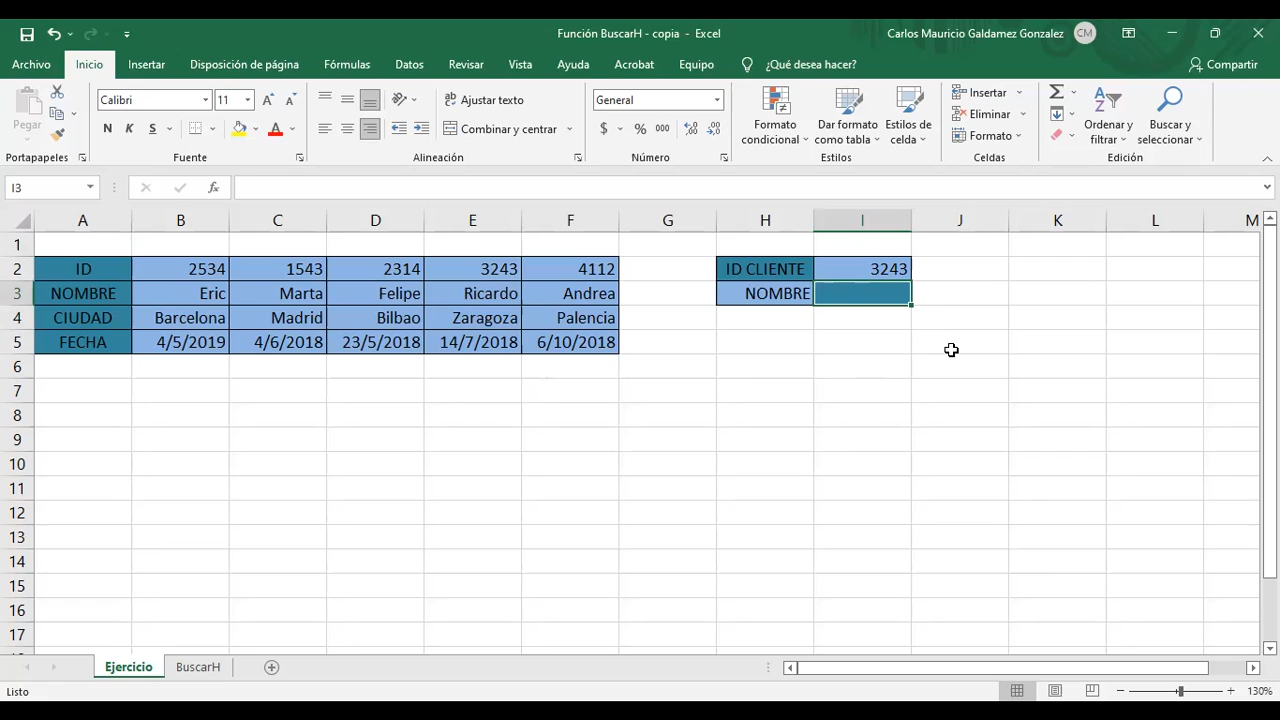 Función BuscarH - copia - Excel
Carlos Mauricio Galdamez Gonzalez CM
Archivo Inicio Insertar Disposición de página Fórmulas Datos Revisar Vista Ayuda Acrobat Equipo ¿Qué desea hacer? Compartir
Pegar
Calibri 11
N K S A
Ajustar texto
Combinar y centrar
General
$ % 000
Formato condicional
Dar formato como tabla
Estilos de celda
Insertar
Eliminar
Formato
Ordenar y filtrar
Buscar y seleccionar
Portapapeles Fuente Alineación Número Estilos Celdas Edición
I3 fx
A B C D E F G H I J K L M
1
2 ID 2534 1543 2314 3243 4112 ID CLIENTE 3243
3 NOMBRE Eric Marta Felipe Ricardo Andrea NOMBRE
4 CIUDAD Barcelona Madrid Bilbao Zaragoza Palencia
5 FECHA 4/5/2019 4/6/2018 23/5/2018 14/7/2018 6/10/2018
6
7
8
9
10
11
12
13
14
15
16
17
Ejercicio BuscarH
Listo 130%